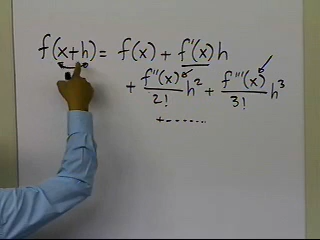 f(x+h) = f(x) + f'(x)h
+ f''(x)/2! h² + f'''(x)/3! h³
+-------